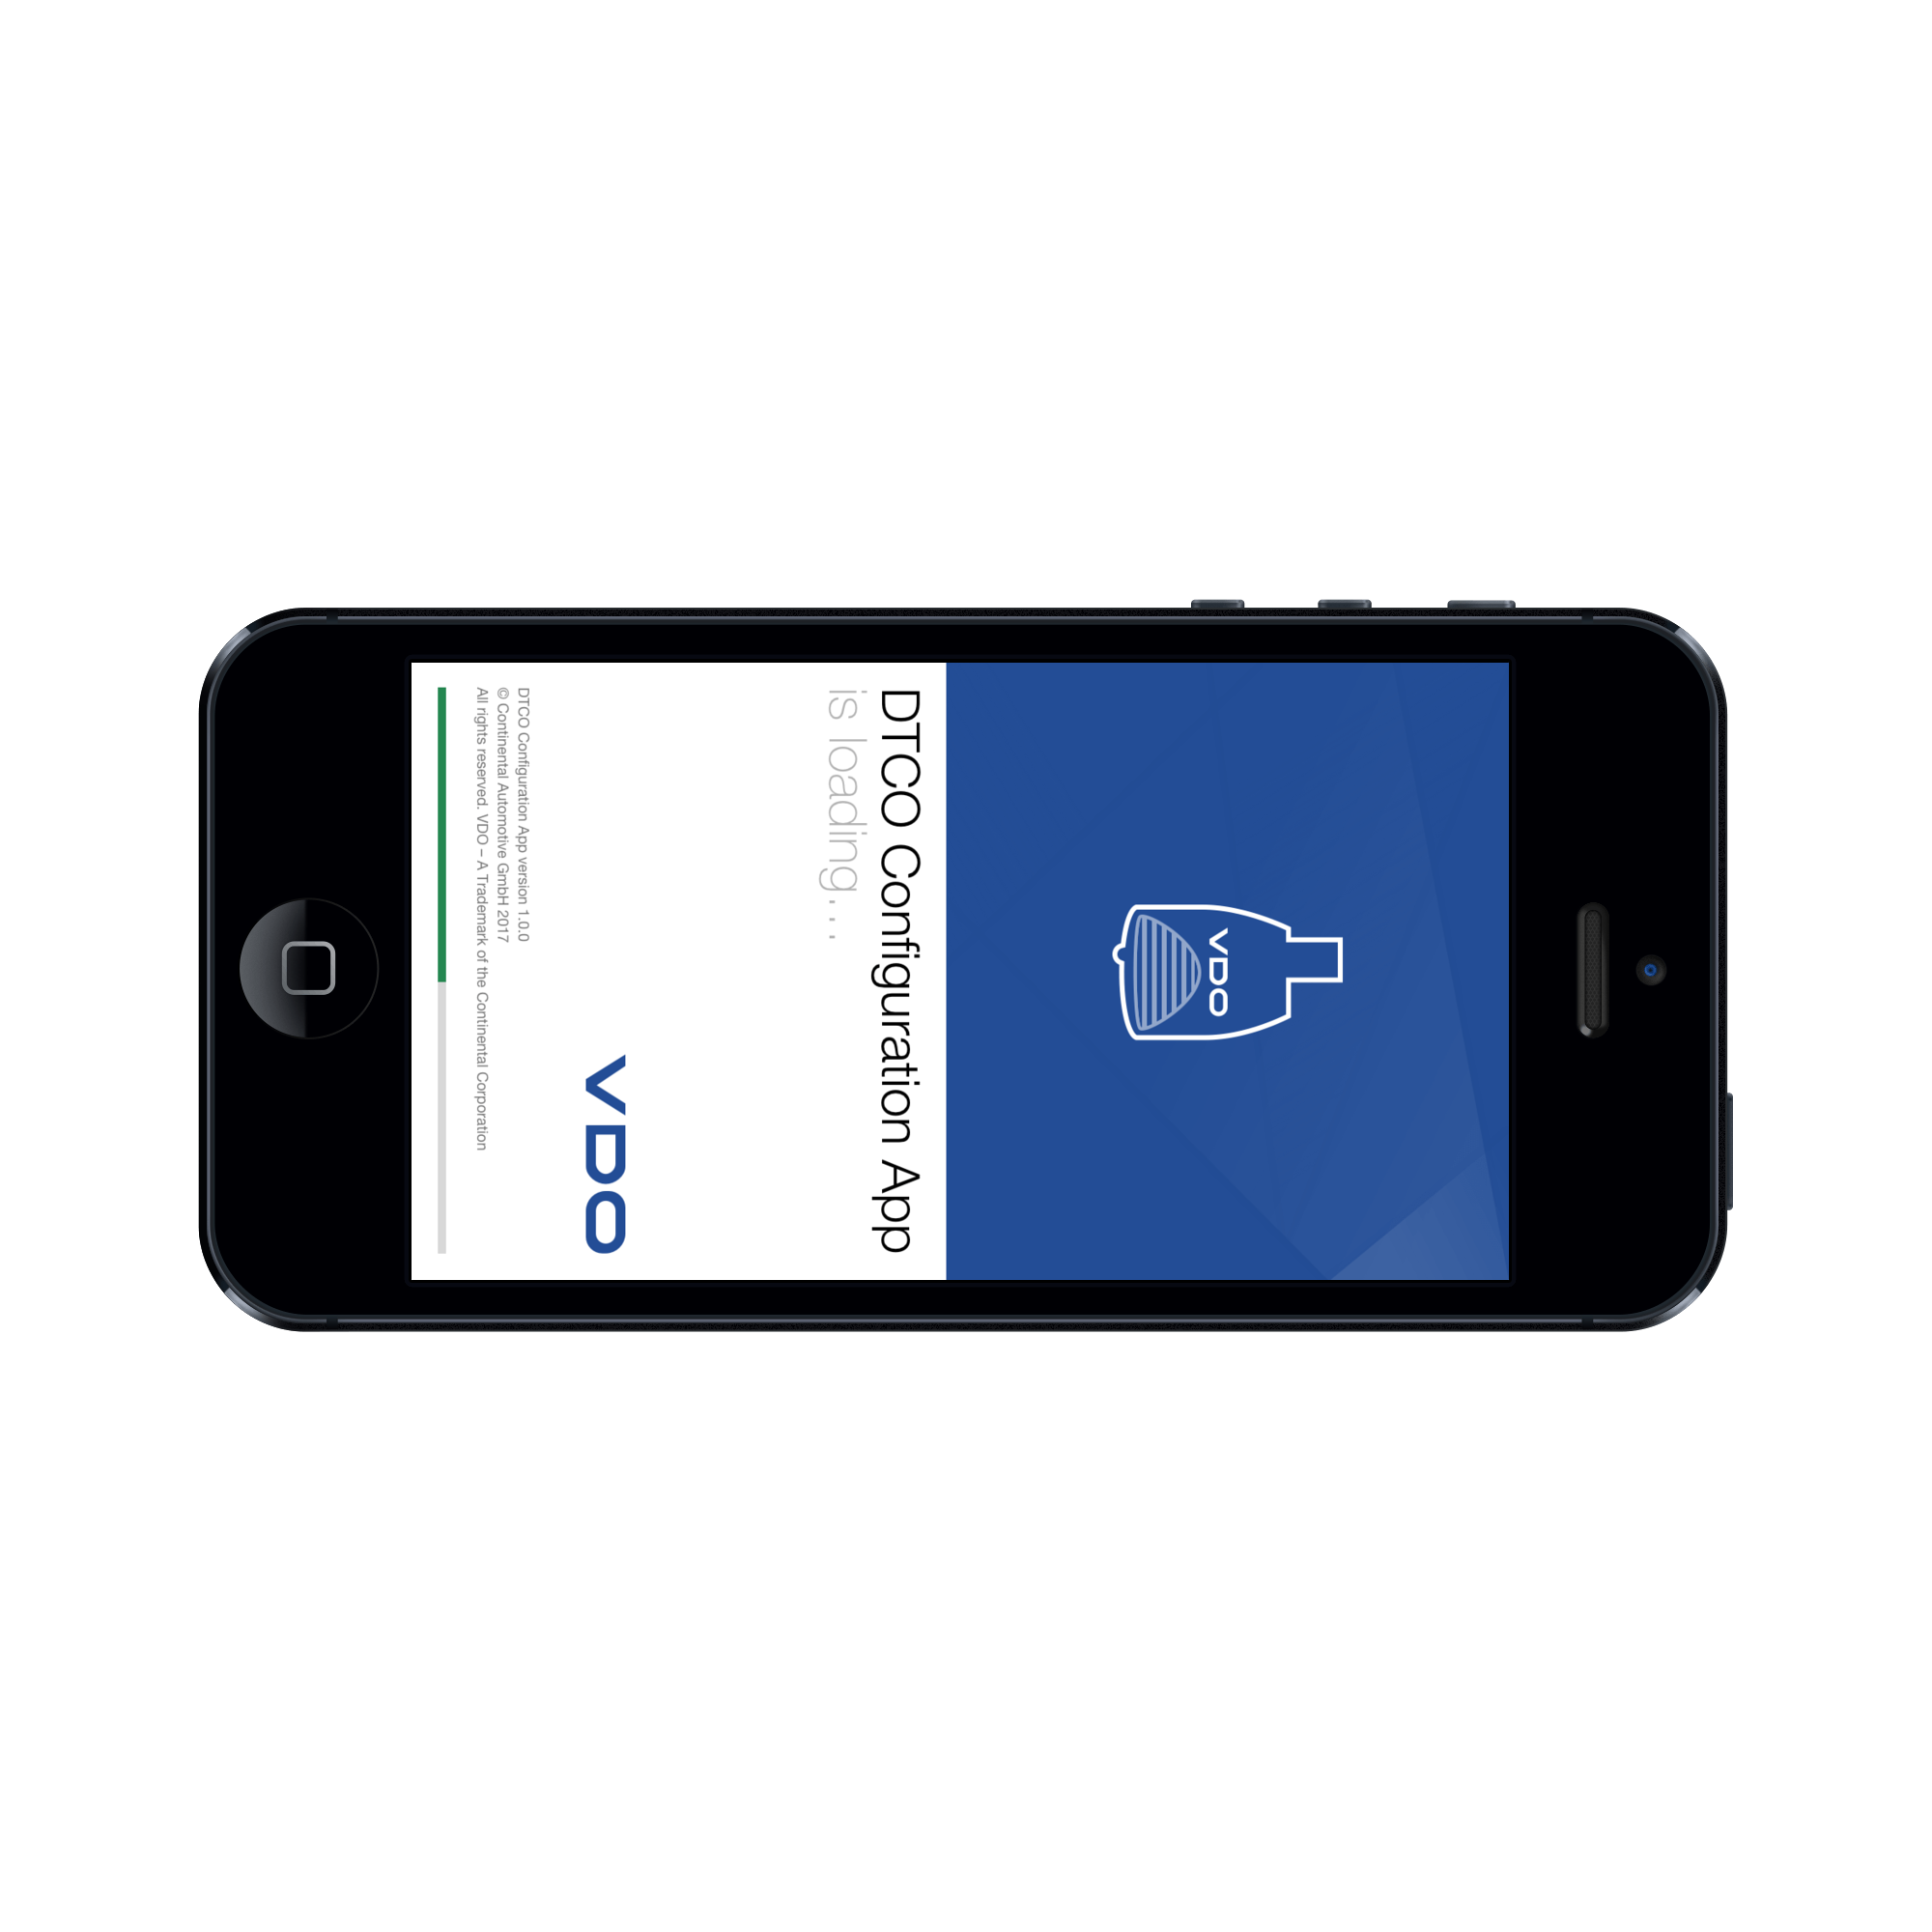 VDO
DTCO Configuration App
is loading...
VDO
DTCO Configuration App version 1.0.0
© Continental Automotive GmbH 2017
All rights reserved. VDO – A Trademark of the Continental Corporation